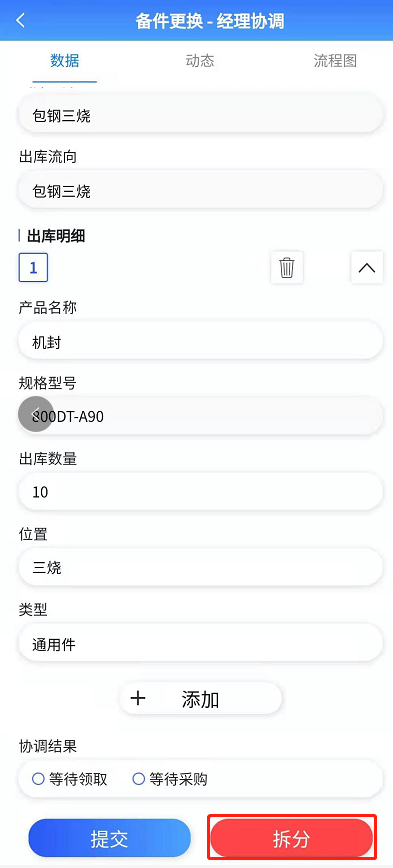 备件更换 - 经理协调
数据 动态 流程图
包钢三烧
出库流向
包钢三烧
出库明细
1
产品名称
机封
规格型号
800DT-A90
出库数量
10
位置
三烧
类型
通用件
添加
协调结果
等待领取 等待采购
提交 拆分